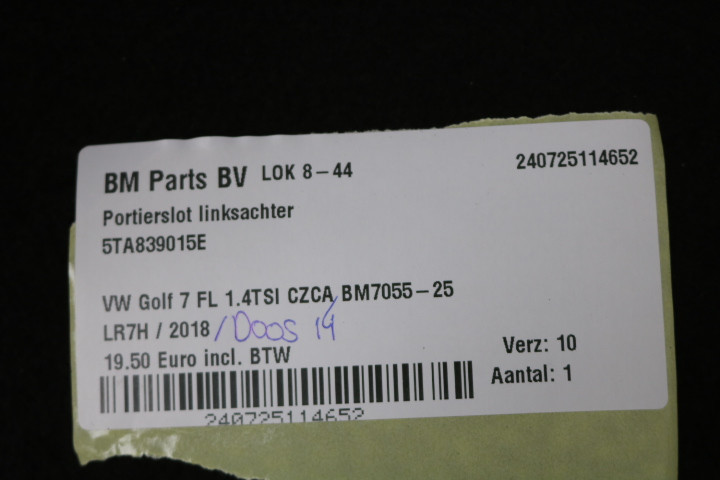 BM Parts BV LOK 8-44 240725114652
Portierslot linksachter
5TA839015E
VW Golf 7 FL 1.4TSI CZCA/BM7055-25
LR7H / 2018 /Doos 14
19.50 Euro incl. BTW Verz: 10
Aantal: 1
240725114652